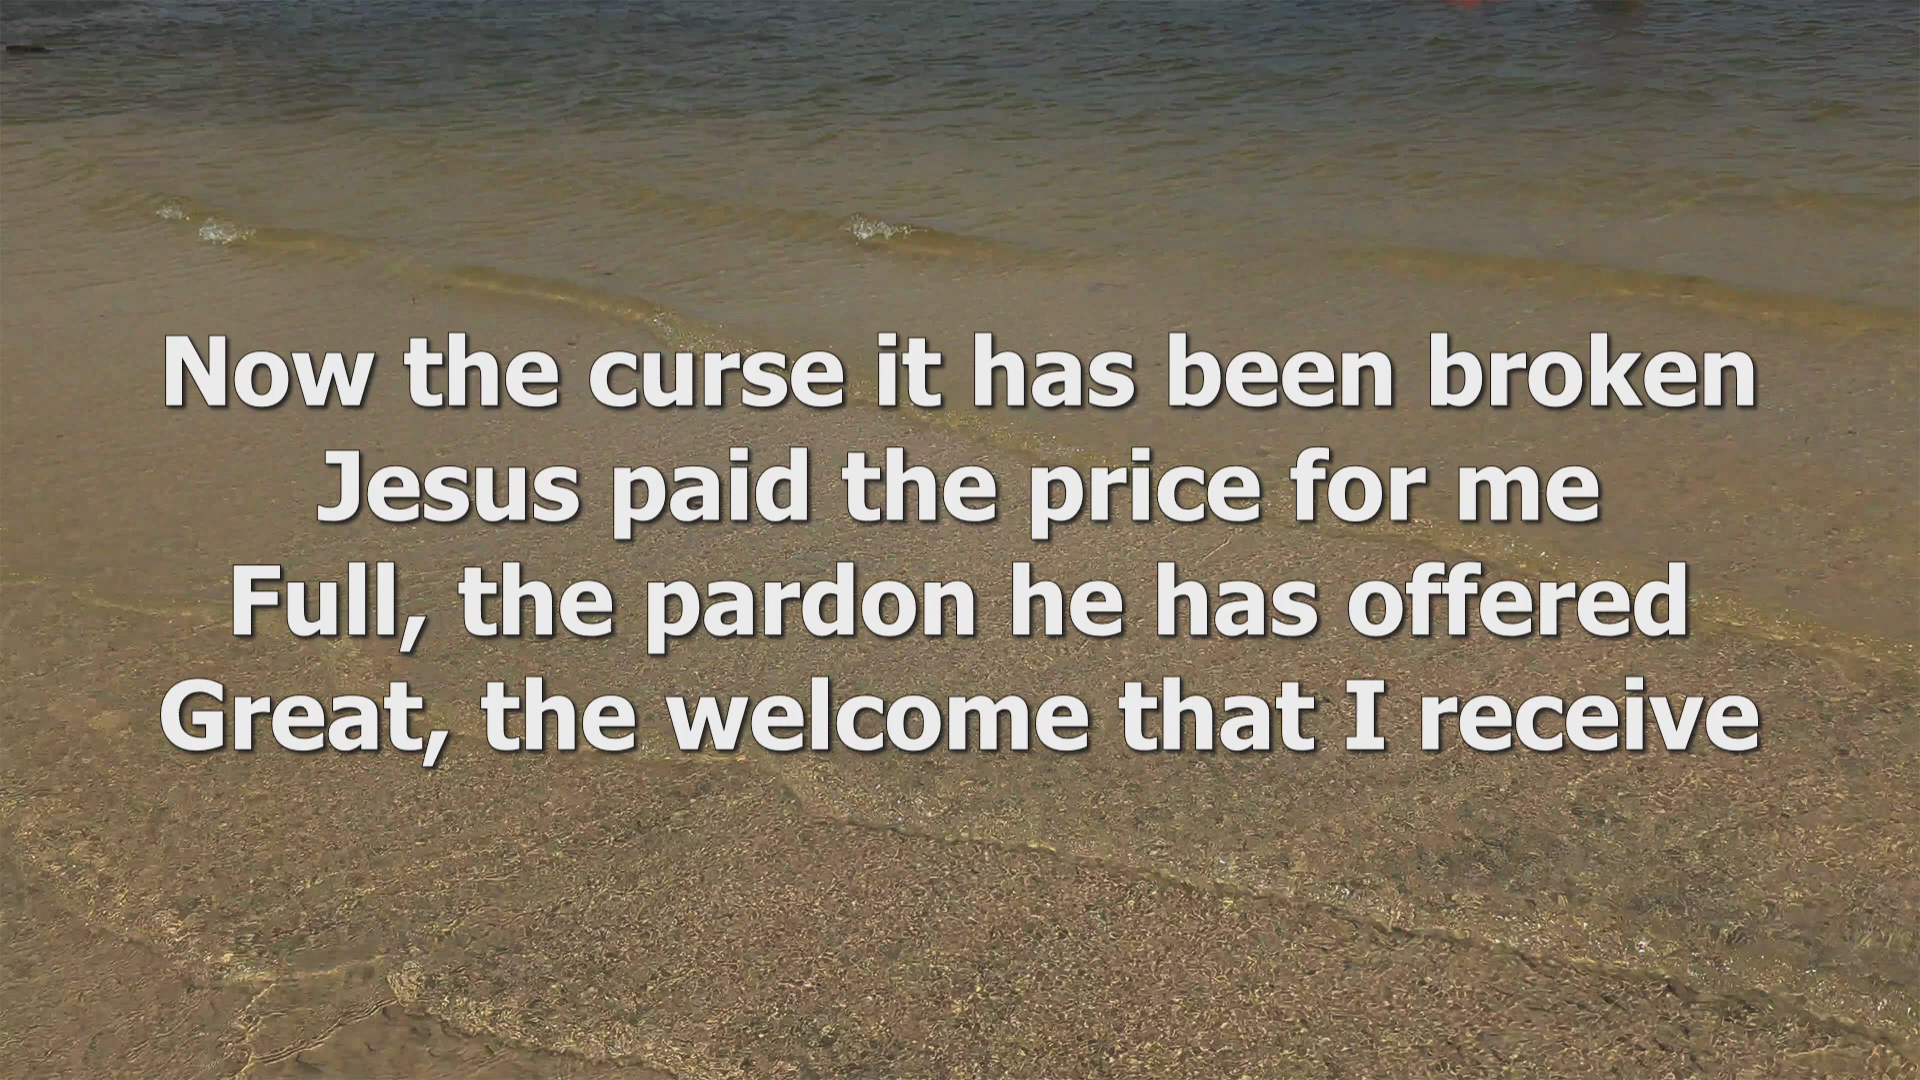 Now the curse it has been broken
Jesus paid the price for me
Full, the pardon he has offered
Great, the welcome that I receive